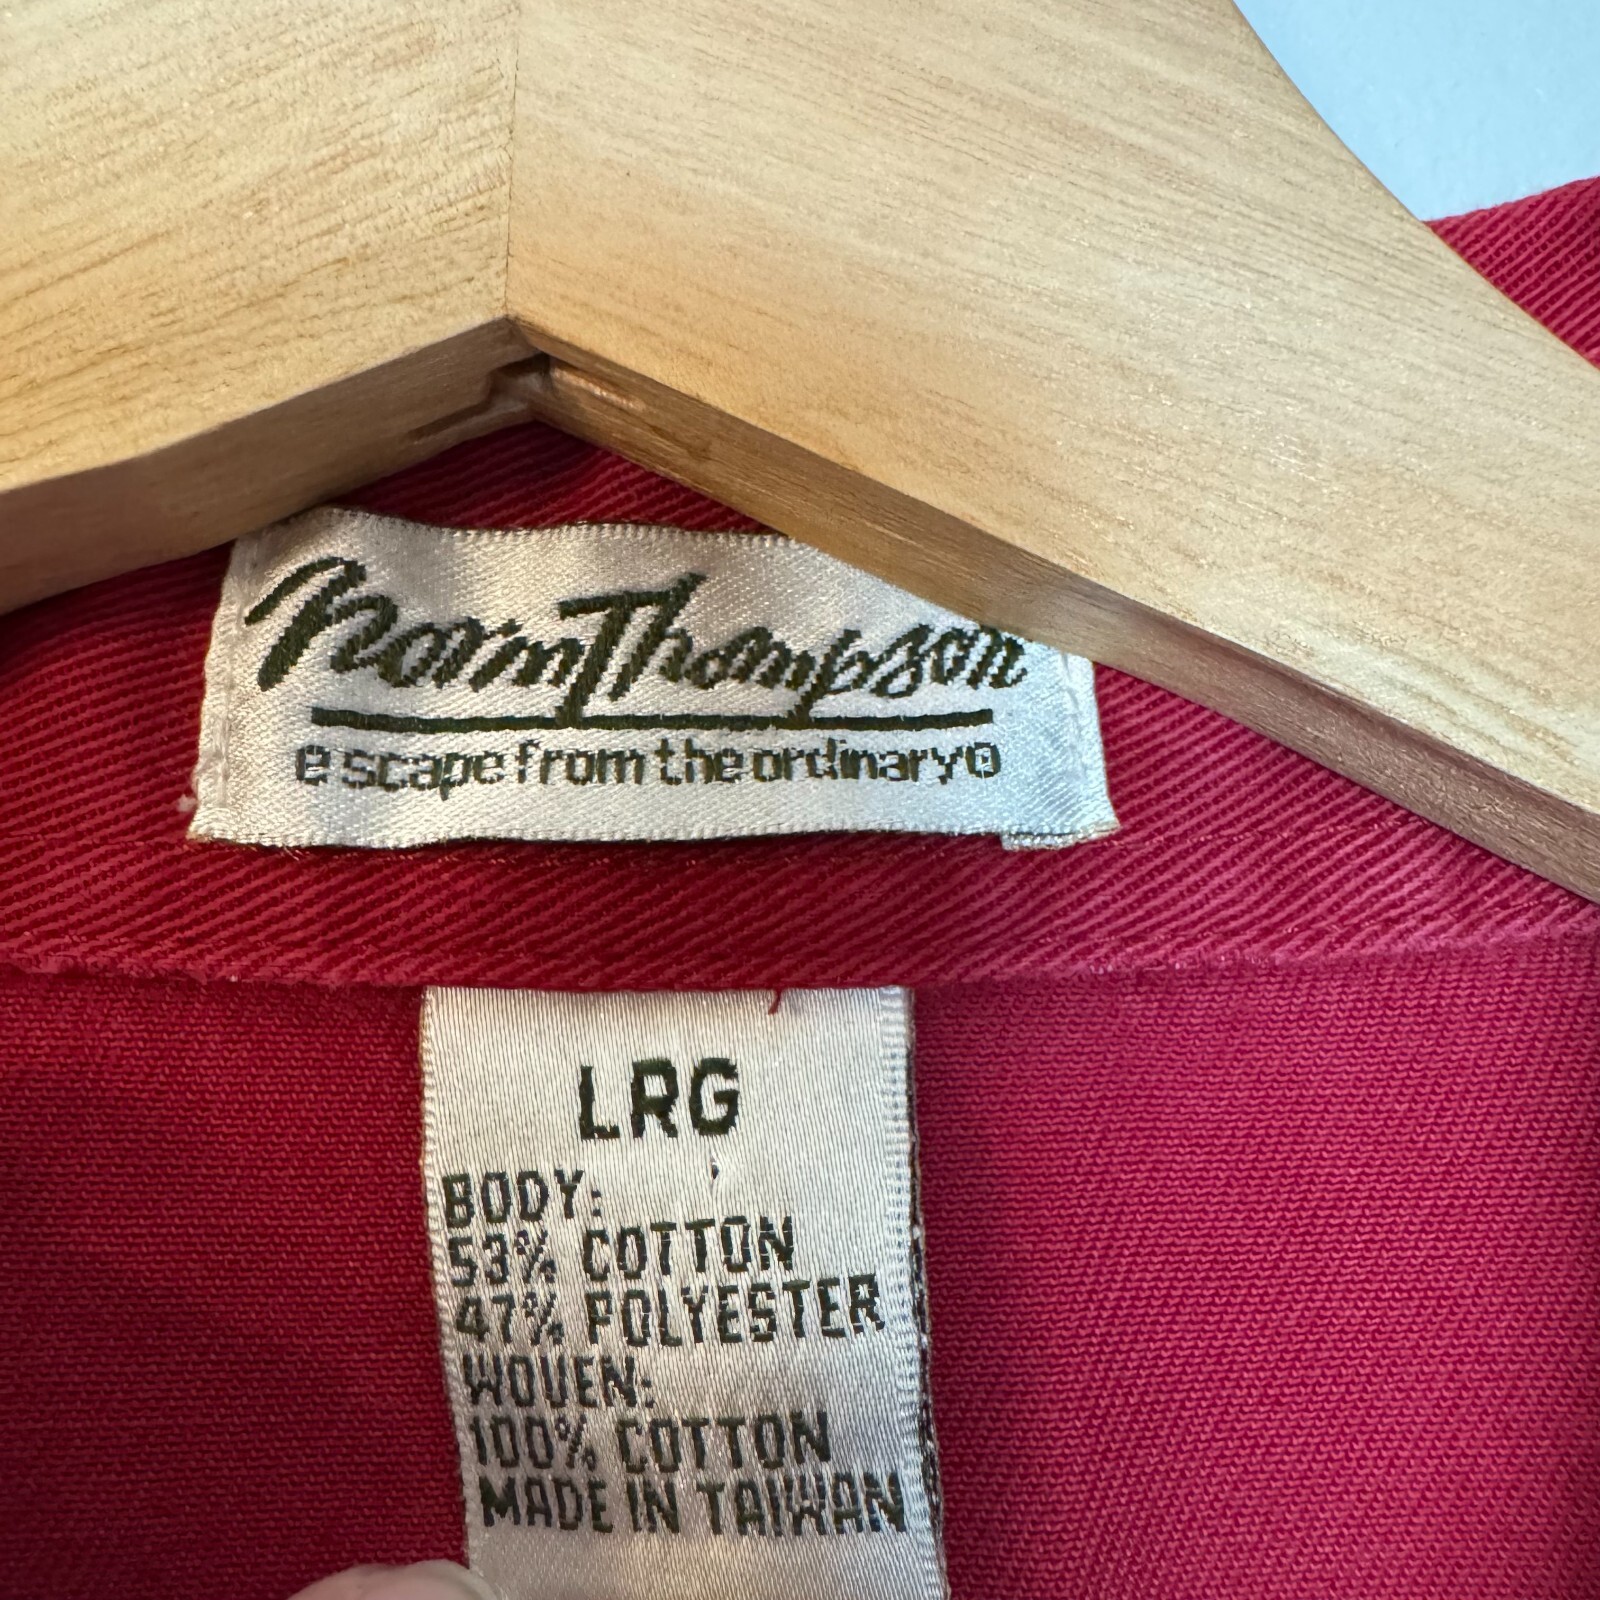 Norm Thompson
escape from the ordinary©
LRG
BODY:
53% COTTON
47% POLYESTER
WOVEN:
100% COTTON
MADE IN TAIWAN